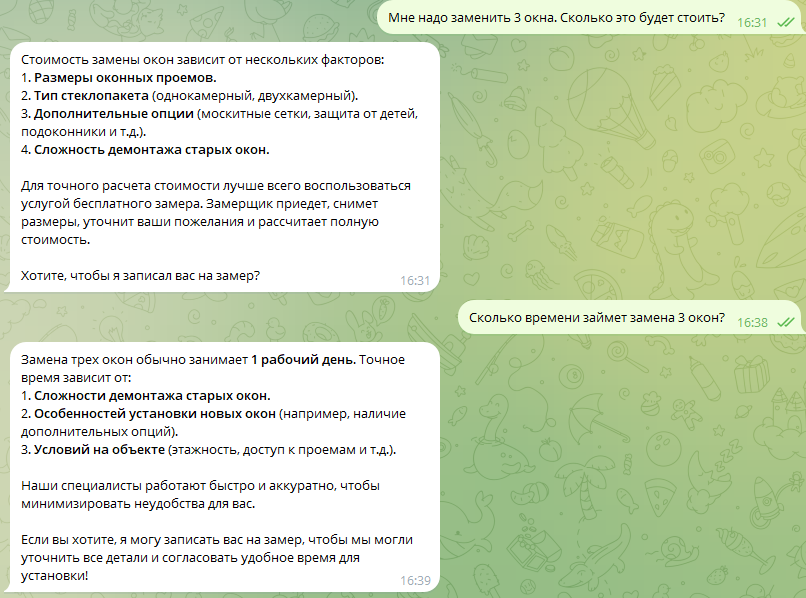 Мне надо заменить 3 окна. Сколько это будет стоить?
16:31
Стоимость замены окон зависит от нескольких факторов:
1. Размеры оконных проемов.
2. Тип стеклопакета (однокамерный, двухкамерный).
3. Дополнительные опции (москитные сетки, защита от детей,
подоконники и т.д.).
4. Сложность демонтажа старых окон.
Для точного расчета стоимости лучше всего воспользоваться
услугой бесплатного замера. Замерщик приедет, снимет
размеры, уточнит ваши пожелания и рассчитает полную
стоимость.
Хотите, чтобы я записал вас на замер?
16:31
Сколько времени займет замена 3 окон?
16:38
Замена трех окон обычно занимает 1 рабочий день. Точное
время зависит от:
1. Сложности демонтажа старых окон.
2. Особенностей установки новых окон (например, наличие
дополнительных опций).
3. Условий на объекте (этажность, доступ к проемам и т.д.).
Наши специалисты работают быстро и аккуратно, чтобы
минимизировать неудобства для вас.
Если вы хотите, я могу записать вас на замер, чтобы мы могли
уточнить все детали и согласовать удобное время для
установки!
16:39